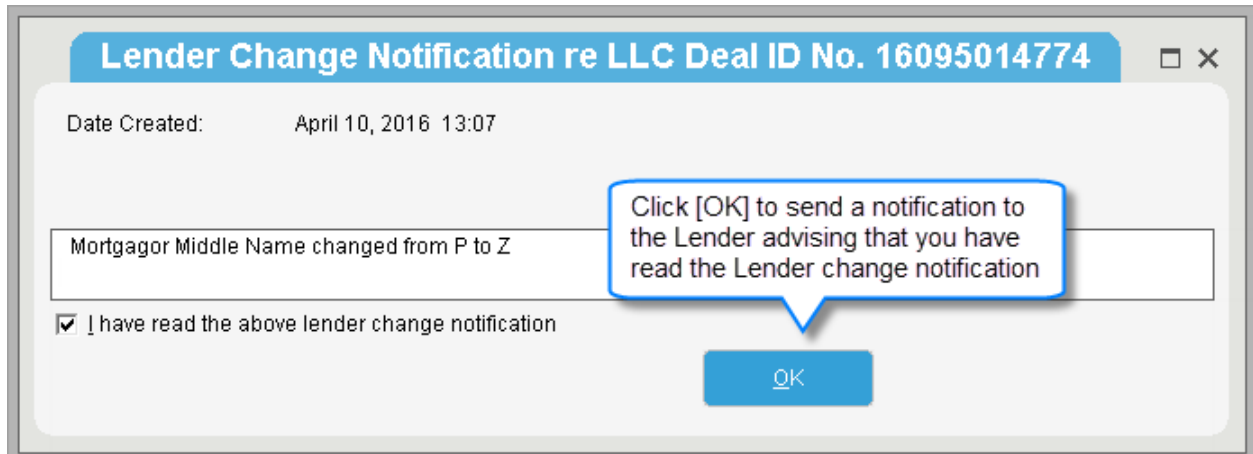 Lender Change Notification re LLC Deal ID No. 16095014774
Date Created: April 10, 2016 13:07
Click [OK] to send a notification to
the Lender advising that you have
read the Lender change notification
Mortgagor Middle Name changed from P to Z
I have read the above lender change notification
OK